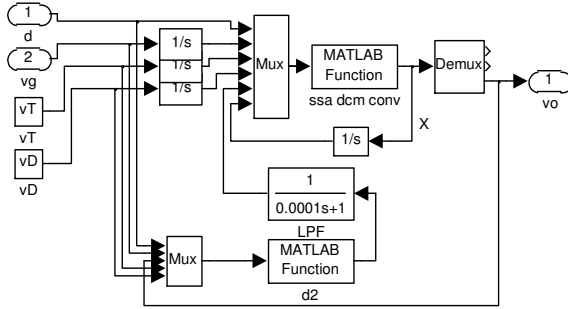 1
d
2
vg
vT
vT
vD
vD
1/s
1/s
1/s
Mux
MATLAB
Function
ssa dcm conv
Demux
1
vo
X
1/s
1
0.0001s+1
LPF
Mux
MATLAB
Function
d2